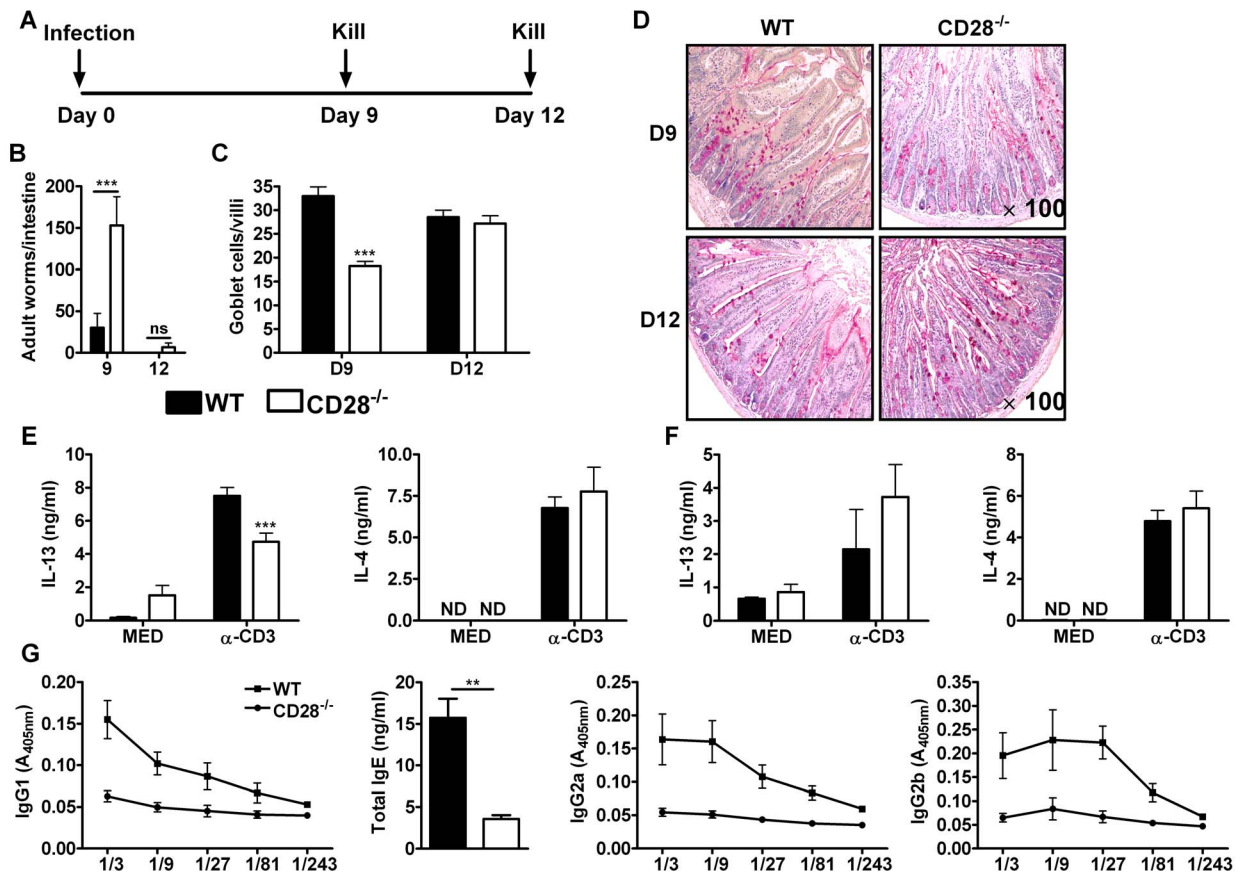 A
Infection Kill Kill
Day 0 Day 9 Day 12
B
Adult worms/intestine
200
150
100
50
0
***
ns
9 12
C
Goblet cells/villi
35
30
25
20
15
10
5
0
***
D9 D12
WT CD28-/-
D
WT CD28-/-
D9
× 100
D12
× 100
E
IL-13 (ng/ml)
10
8
6
4
2
0
***
MED α-CD3
IL-4 (ng/ml)
10.0
7.5
5.0
2.5
0.0
ND ND
MED α-CD3
F
IL-13 (ng/ml)
5
4
3
2
1
0
MED α-CD3
IL-4 (ng/ml)
8
6
4
2
0
ND ND
MED α-CD3
G
IgG1 (A405nm)
0.20
0.15
0.10
0.05
0.00
WT
CD28-/-
1/3 1/9 1/27 1/81 1/243
Total IgE (ng/ml)
20
15
10
5
0
**
IgG2a (A405nm)
0.25
0.20
0.15
0.10
0.05
0.00
1/3 1/9 1/27 1/81 1/243
IgG2b (A405nm)
0.35
0.30
0.25
0.20
0.15
0.10
0.05
0.00
1/3 1/9 1/27 1/81 1/243